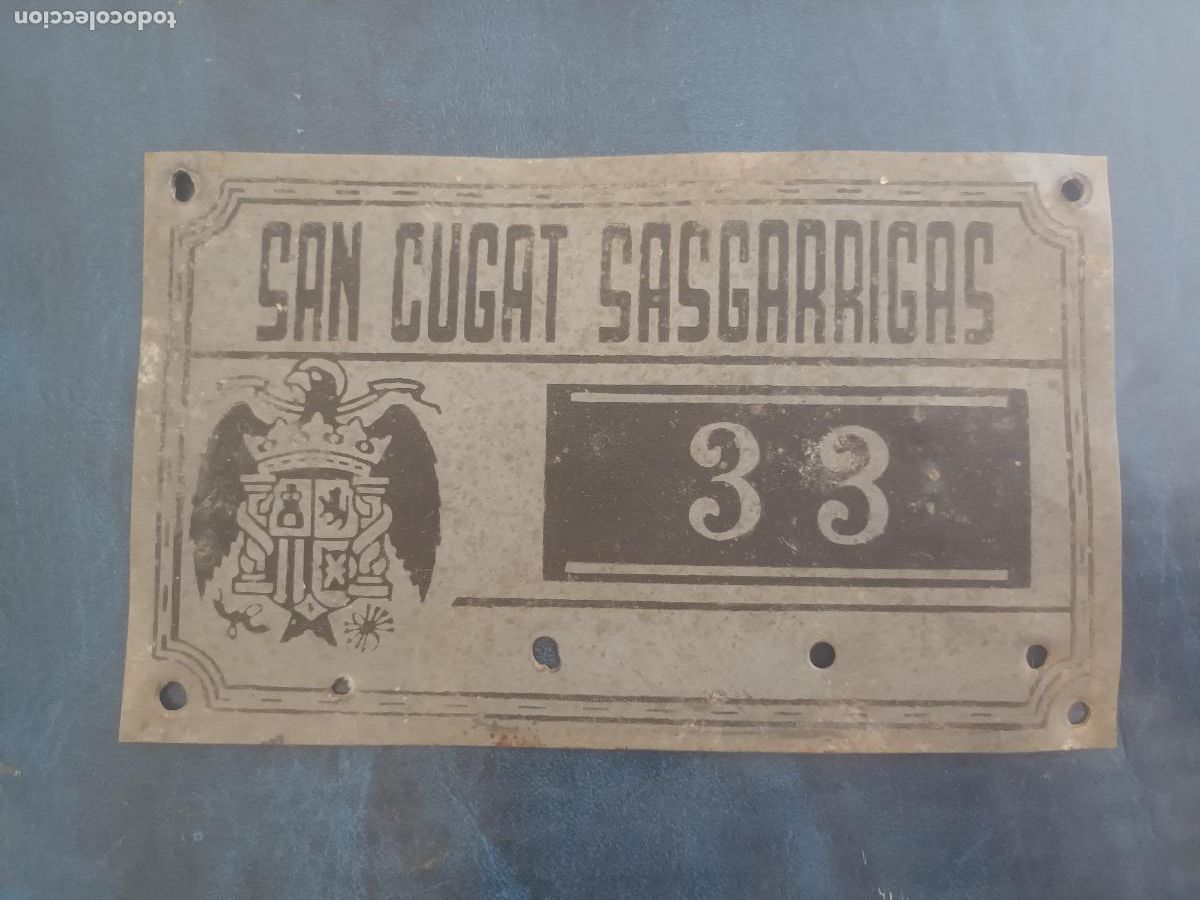 todocoleccion
SAN CUGAT SASGARRIGAS
33